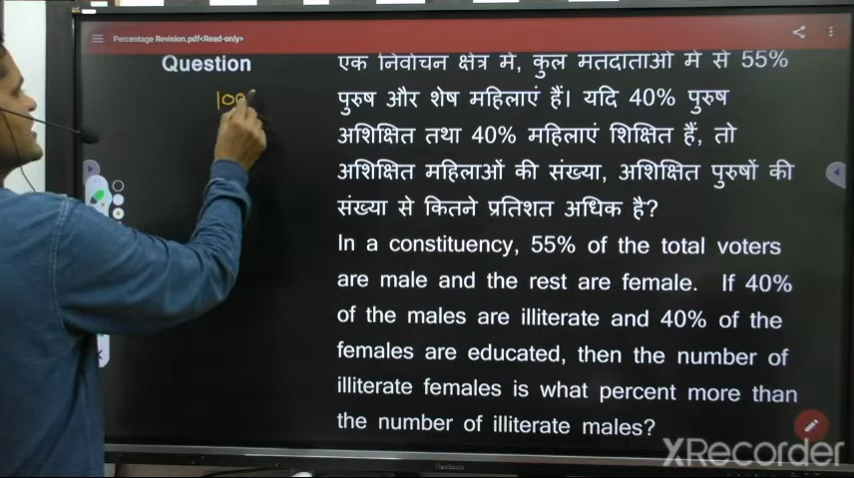 Percentage Revision.pdf<Read-only>
Question
100
एक निर्वाचन क्षेत्र में, कुल मतदाताओं में से 55%
पुरुष और शेष महिलाएं हैं। यदि 40% पुरुष
अशिक्षित तथा 40% महिलाएं शिक्षित हैं, तो
अशिक्षित महिलाओं की संख्या, अशिक्षित पुरुषों की
संख्या से कितने प्रतिशत अधिक है?
In a constituency, 55% of the total voters
are male and the rest are female. If 40%
of the males are illiterate and 40% of the
females are educated, then the number of
illiterate females is what percent more than
the number of illiterate males?
ViewSonic
XRecorder